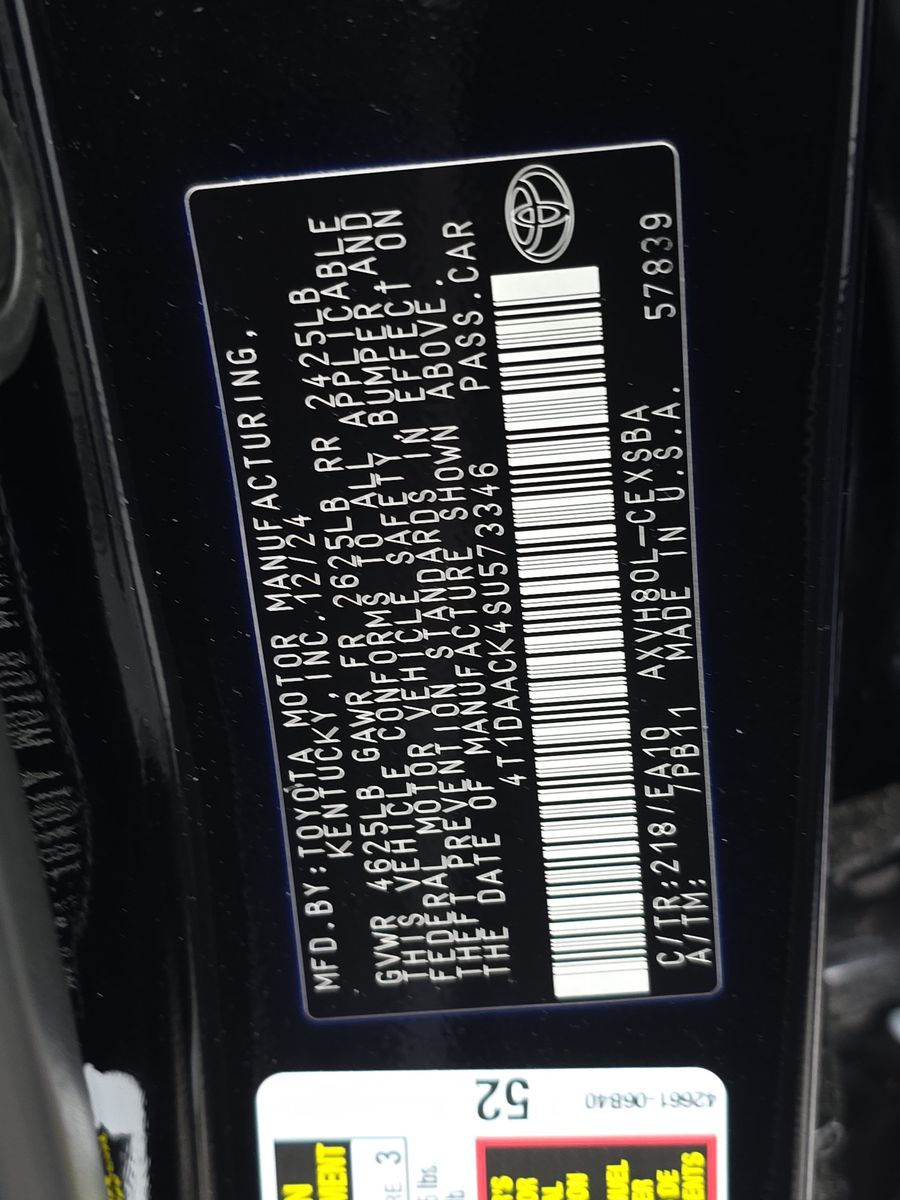 MFD.BY:TOYOTA MOTOR MANUFACTURING,
KENTUCKY, INC. 12/24
GVWR 4625LB GAWR FR 2625LB RR 2425LB
THIS VEHICLE CONFORMS TO ALL APPLICABLE
FEDERAL MOTOR VEHICLE SAFETY, BUMPER, AND
THEFT PREVENTION STANDARDS IN EFFECT ON
THE DATE OF MANUFACTURE SHOWN ABOVE.
4T1DAACK4SU573346 PASS.CAR
C/TR:218/EA10 AXVH80L-CEXSBA 57839
A/TM: /PB11 MADE IN U.S.A.
52
42661-06B40
3
lbs